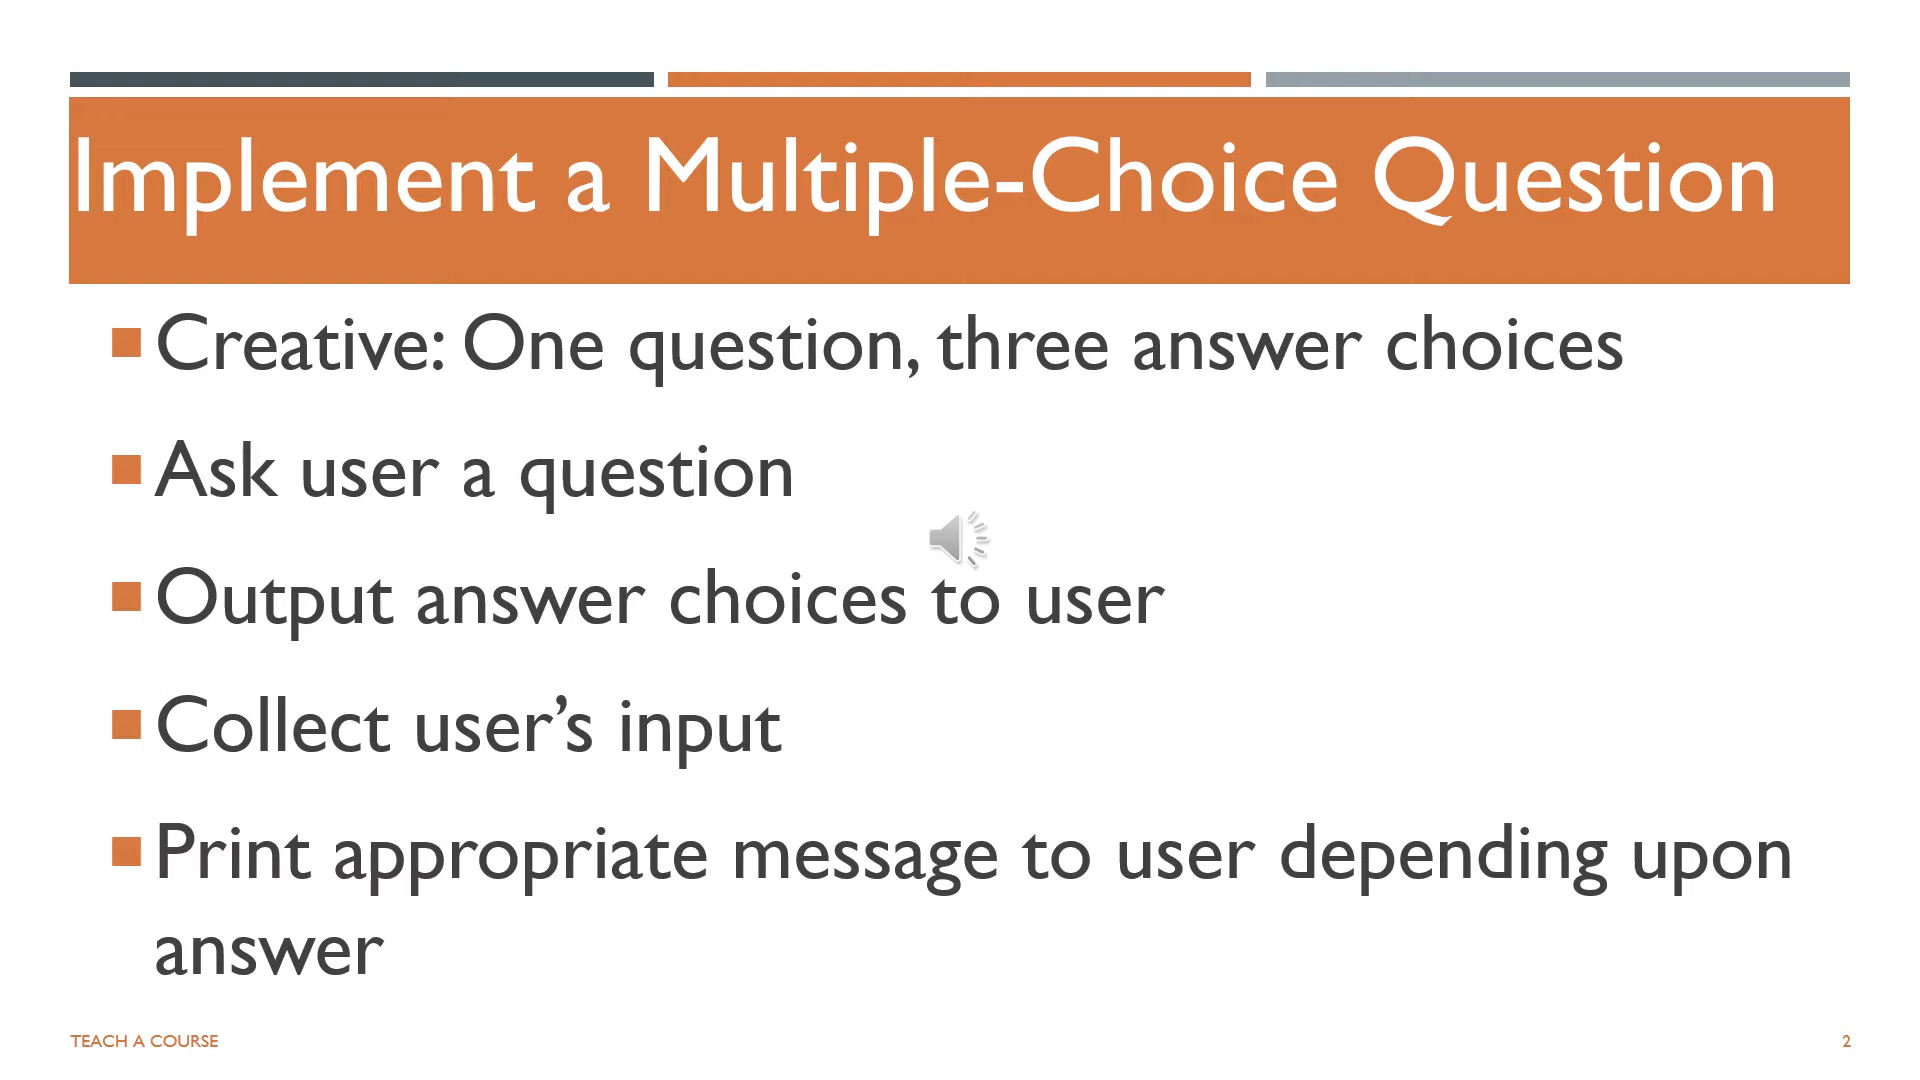 Implement a Multiple-Choice Question
Creative: One question, three answer choices
Ask user a question
Output answer choices to user
Collect user’s input
Print appropriate message to user depending upon
answer
TEACH A COURSE
2